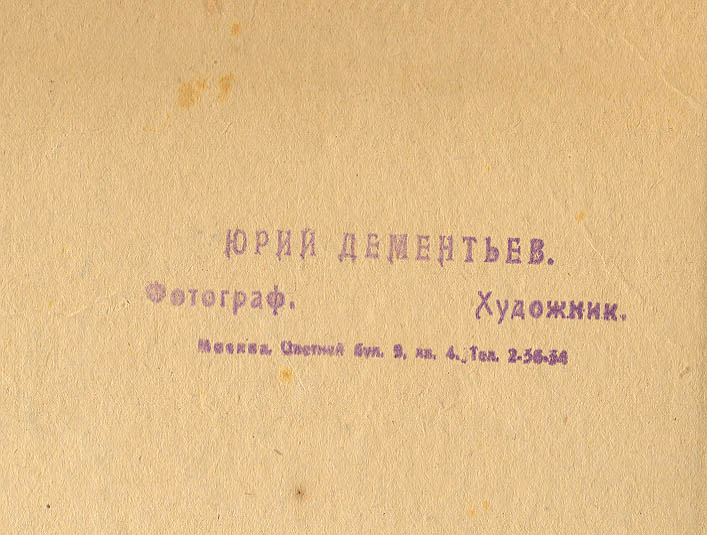 ЮРИЙ ДЕМЕНТЬЕВ.
Фотограф. Художник.
Москва, Цветной бул. 9, кв. 4. Тел. 2-36-34